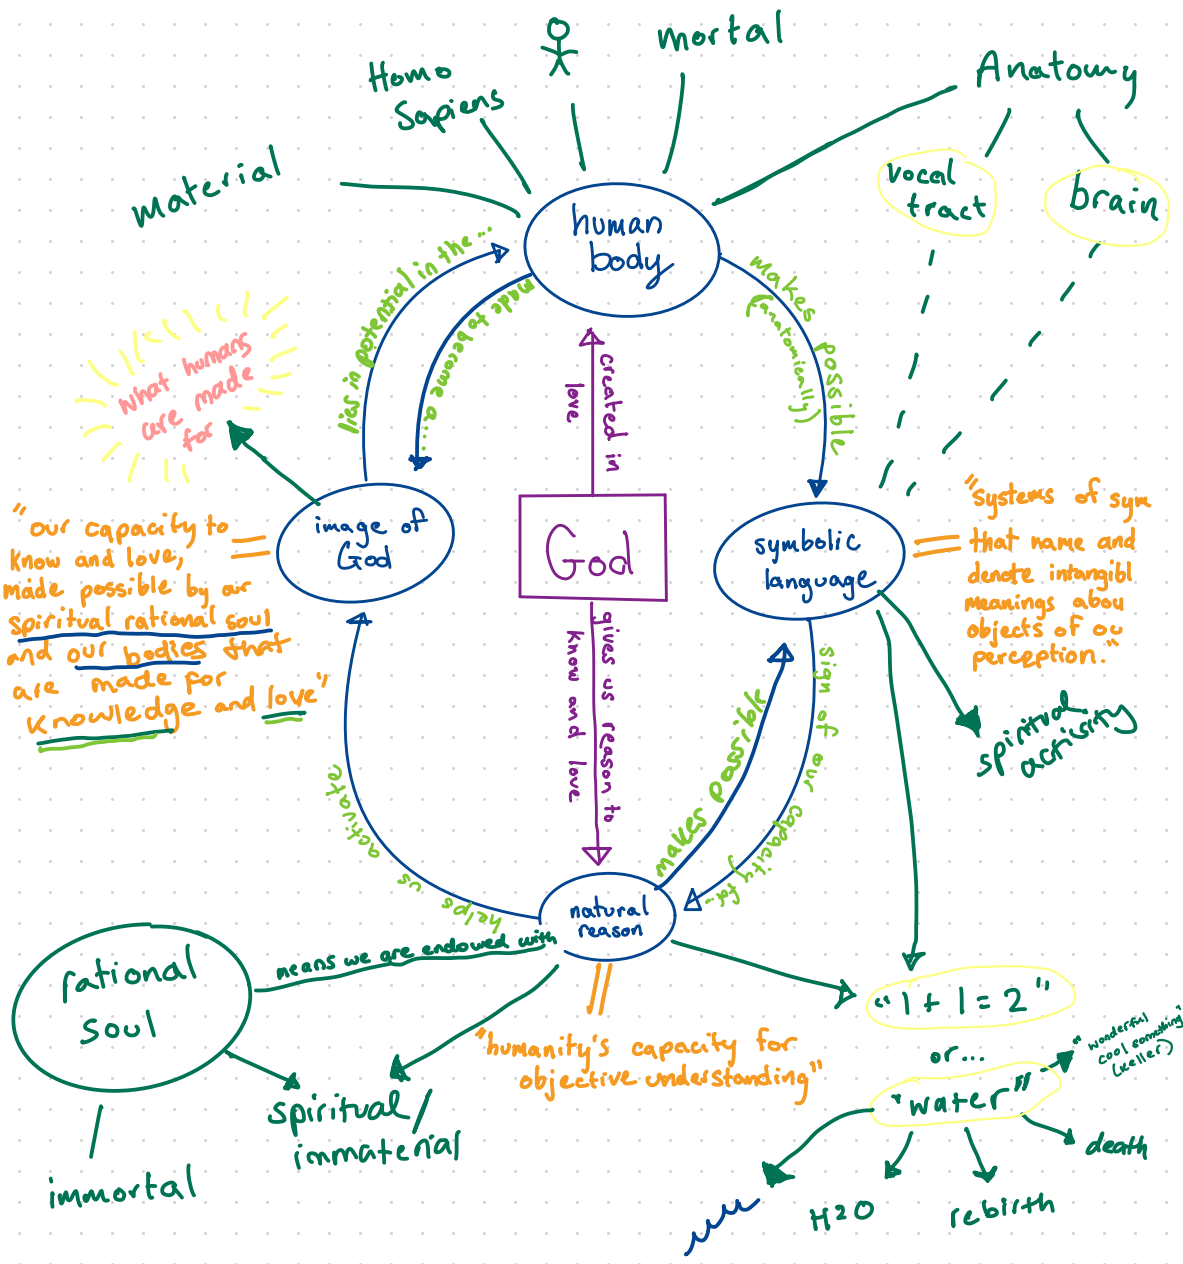 mortal
Homo
Sapiens
Anatomy
material
vocal
tract
brain
human
body
lies in potential in the...
made to become a....
makes possible
(anatomically)
created in
love
What humans
are made
for
"our capacity to
know and love,
made possible by our
spiritual rational soul
and our bodies that
are made for
knowledge and love"
image of
God
God
symbolic
language
"Systems of sym
that name and
denote intangibl
meanings abou
objects of ou
perception."
gives us reason to
know and love
makes possible
sign of our capacity for...
spiritual
activity
helps us activate
natural
reason
means we are endowed with
rational
soul
"humanity's capacity for
objective understanding"
"1 + 1 = 2"
or...
"water"
"wonderful
cool something"
(Keller)
spiritual/
immaterial
immortal
death
H2O
rebirth